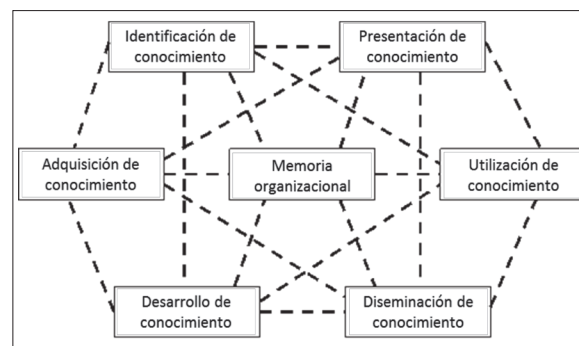 Identificación de
conocimiento
Presentación de
conocimiento
Adquisición de
conocimiento
Memoria
organizacional
Utilización de
conocimiento
Desarrollo de
conocimiento
Diseminación de
conocimiento